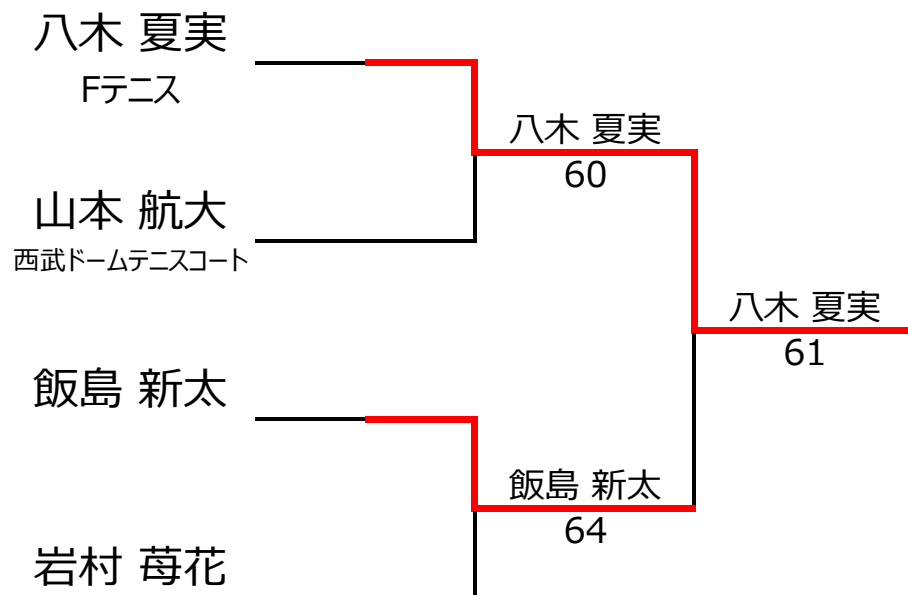 八木 夏実
Fテニス
八木 夏実
60
山本 航大
西武ドームテニスコート
八木 夏実
61
飯島 新太
飯島 新太
64
岩村 苺花